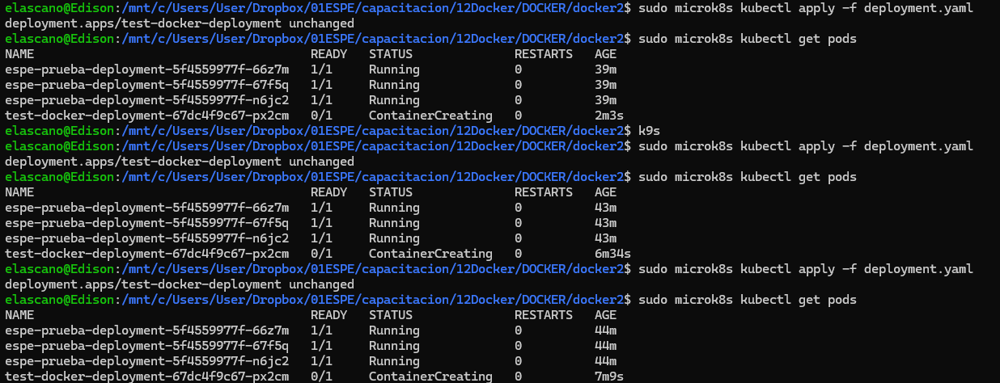 elascano@Edison:/mnt/c/Users/User/Dropbox/01ESPE/capacitacion/12Docker/DOCKER/docker2$ sudo microk8s kubectl apply -f deployment.yaml
deployment.apps/test-docker-deployment unchanged
elascano@Edison:/mnt/c/Users/User/Dropbox/01ESPE/capacitacion/12Docker/DOCKER/docker2$ sudo microk8s kubectl get pods
NAME READY STATUS RESTARTS AGE
espe-prueba-deployment-5f4559977f-66z7m 1/1 Running 0 39m
espe-prueba-deployment-5f4559977f-67f5q 1/1 Running 0 39m
espe-prueba-deployment-5f4559977f-n6jc2 1/1 Running 0 39m
test-docker-deployment-67dc4f9c67-px2cm 0/1 ContainerCreating 0 2m3s
elascano@Edison:/mnt/c/Users/User/Dropbox/01ESPE/capacitacion/12Docker/DOCKER/docker2$ k9s
elascano@Edison:/mnt/c/Users/User/Dropbox/01ESPE/capacitacion/12Docker/DOCKER/docker2$ sudo microk8s kubectl apply -f deployment.yaml
deployment.apps/test-docker-deployment unchanged
elascano@Edison:/mnt/c/Users/User/Dropbox/01ESPE/capacitacion/12Docker/DOCKER/docker2$ sudo microk8s kubectl get pods
NAME READY STATUS RESTARTS AGE
espe-prueba-deployment-5f4559977f-66z7m 1/1 Running 0 43m
espe-prueba-deployment-5f4559977f-67f5q 1/1 Running 0 43m
espe-prueba-deployment-5f4559977f-n6jc2 1/1 Running 0 43m
test-docker-deployment-67dc4f9c67-px2cm 0/1 ContainerCreating 0 6m34s
elascano@Edison:/mnt/c/Users/User/Dropbox/01ESPE/capacitacion/12Docker/DOCKER/docker2$ sudo microk8s kubectl apply -f deployment.yaml
deployment.apps/test-docker-deployment unchanged
elascano@Edison:/mnt/c/Users/User/Dropbox/01ESPE/capacitacion/12Docker/DOCKER/docker2$ sudo microk8s kubectl get pods
NAME READY STATUS RESTARTS AGE
espe-prueba-deployment-5f4559977f-66z7m 1/1 Running 0 44m
espe-prueba-deployment-5f4559977f-67f5q 1/1 Running 0 44m
espe-prueba-deployment-5f4559977f-n6jc2 1/1 Running 0 44m
test-docker-deployment-67dc4f9c67-px2cm 0/1 ContainerCreating 0 7m9s